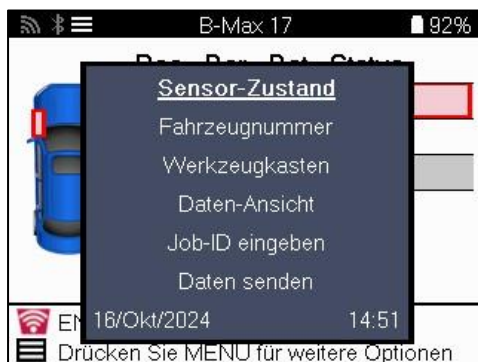 B-Max 17 92%
Sensor-Zustand
Fahrzeugnummer
Werkzeugkasten
Daten-Ansicht
Job-ID eingeben
Daten senden
16/Okt/2024 14:51
Drücken Sie MENU für weitere Optionen